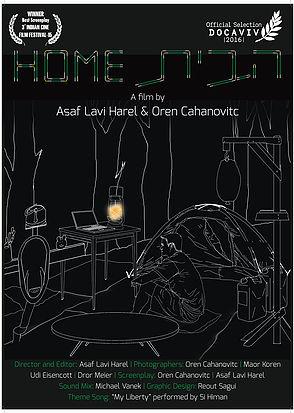 WINNER
Best Screenplay
3rd INDIAN CINE
FILM FESTIVAL -15
Official Selection
DOCAVIV
|2016|
HOME הבית
A film by
Asaf Lavi Harel & Oren Cahanovitc
Director and Editor: Asaf Lavi Harel | Photographers: Oren Cahanovitc | Maor Koren
Udi Eisencott | Dror Meier | Screenplay: Oren Cahanovitc | Asaf Lavi Harel
Sound Mix: Michael Vanek | Graphic Design: Reout Sagui
Theme Song: "My Liberty" performed by Si Himan